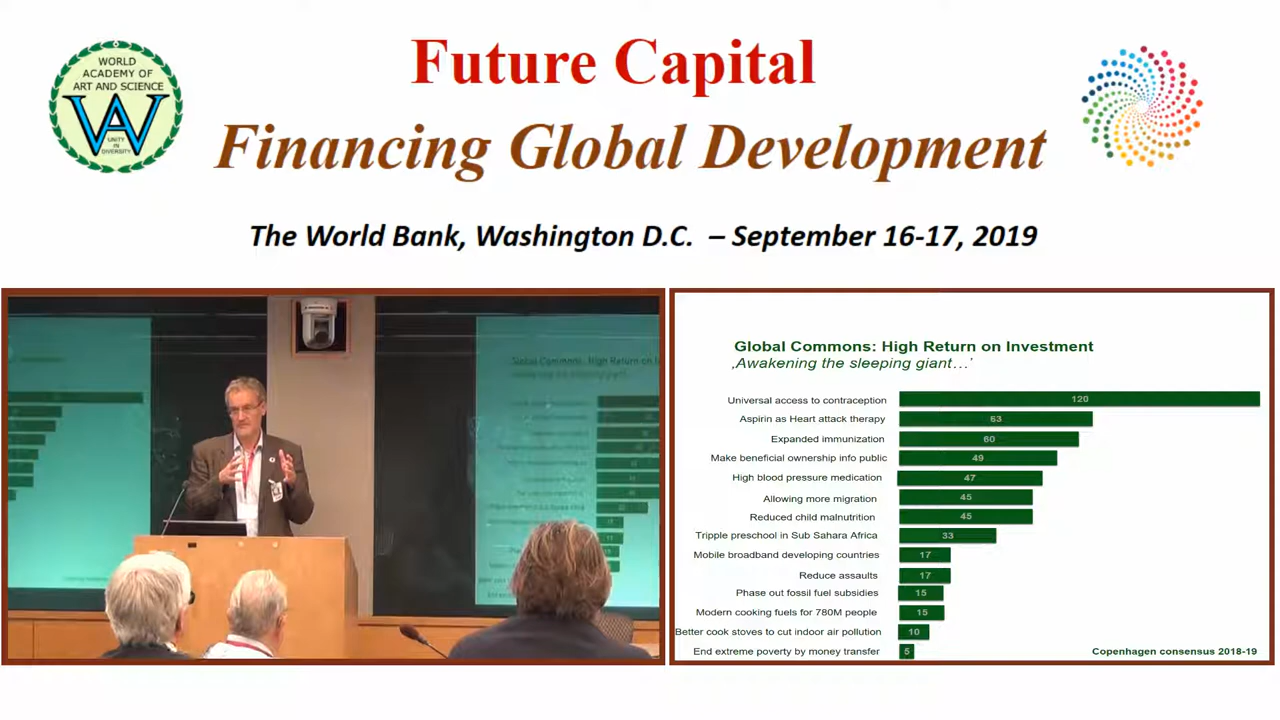 WORLD
ACADEMY OF
ART AND SCIENCE
WA
UNITY
IN
DIVERSITY
Future Capital
Financing Global Development
The World Bank, Washington D.C. – September 16-17, 2019
Global Commons: High Return on Investment
‚Awakening the sleeping giant…’
Universal access to contraception 120
Aspirin as Heart attack therapy 63
Expanded immunization 60
Make beneficial ownership info public 49
High blood pressure medication 47
Allowing more migration 45
Reduced child malnutrition 45
Tripple preschool in Sub Sahara Africa 33
Mobile broadband developing countries 17
Reduce assaults 17
Phase out fossil fuel subsidies 15
Modern cooking fuels for 780M people 15
Better cook stoves to cut indoor air pollution 10
End extreme poverty by money transfer 5
Copenhagen consensus 2018-19